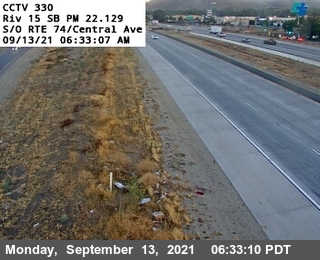 CCTV 330
Riv 15 SB PM 22.129
S/O RTE 74/Central Ave
09/13/21 06:33:07 AM
Monday, September 13, 2021 06:33:10 PDT